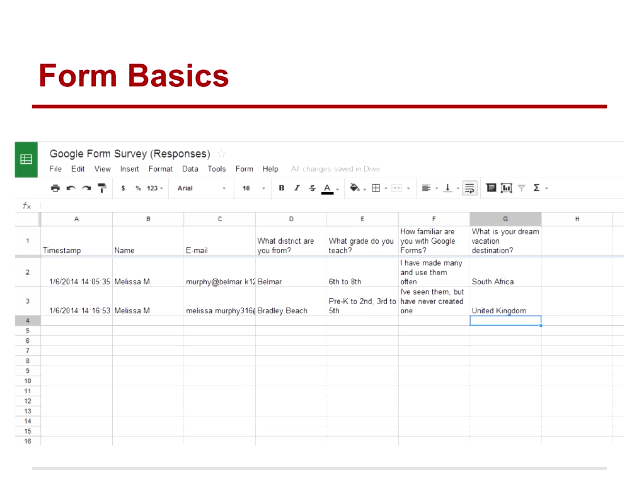 Form Basics
Google Form Survey (Responses)
File Edit View Insert Format Data Tools Form Help All changes saved in Drive
$ % 123 Arial 10 B I S A Σ
fx
A B C D E F G H
1 Timestamp Name E-mail What district are you from? What grade do you teach? How familiar are you with Google Forms? What is your dream vacation destination?
2 1/6/2014 14:05:35 Melissa M murphy@belmar k12 Belmar 6th to 8th I have made many and use them often South Africa
3 1/6/2014 14:16:53 Melissa M melissa murphy316( Bradley Beach Pre-K to 2nd, 3rd to 5th I've seen them, but have never created one United Kingdom
4
5
6
7
8
9
10
11
12
13
14
15
16